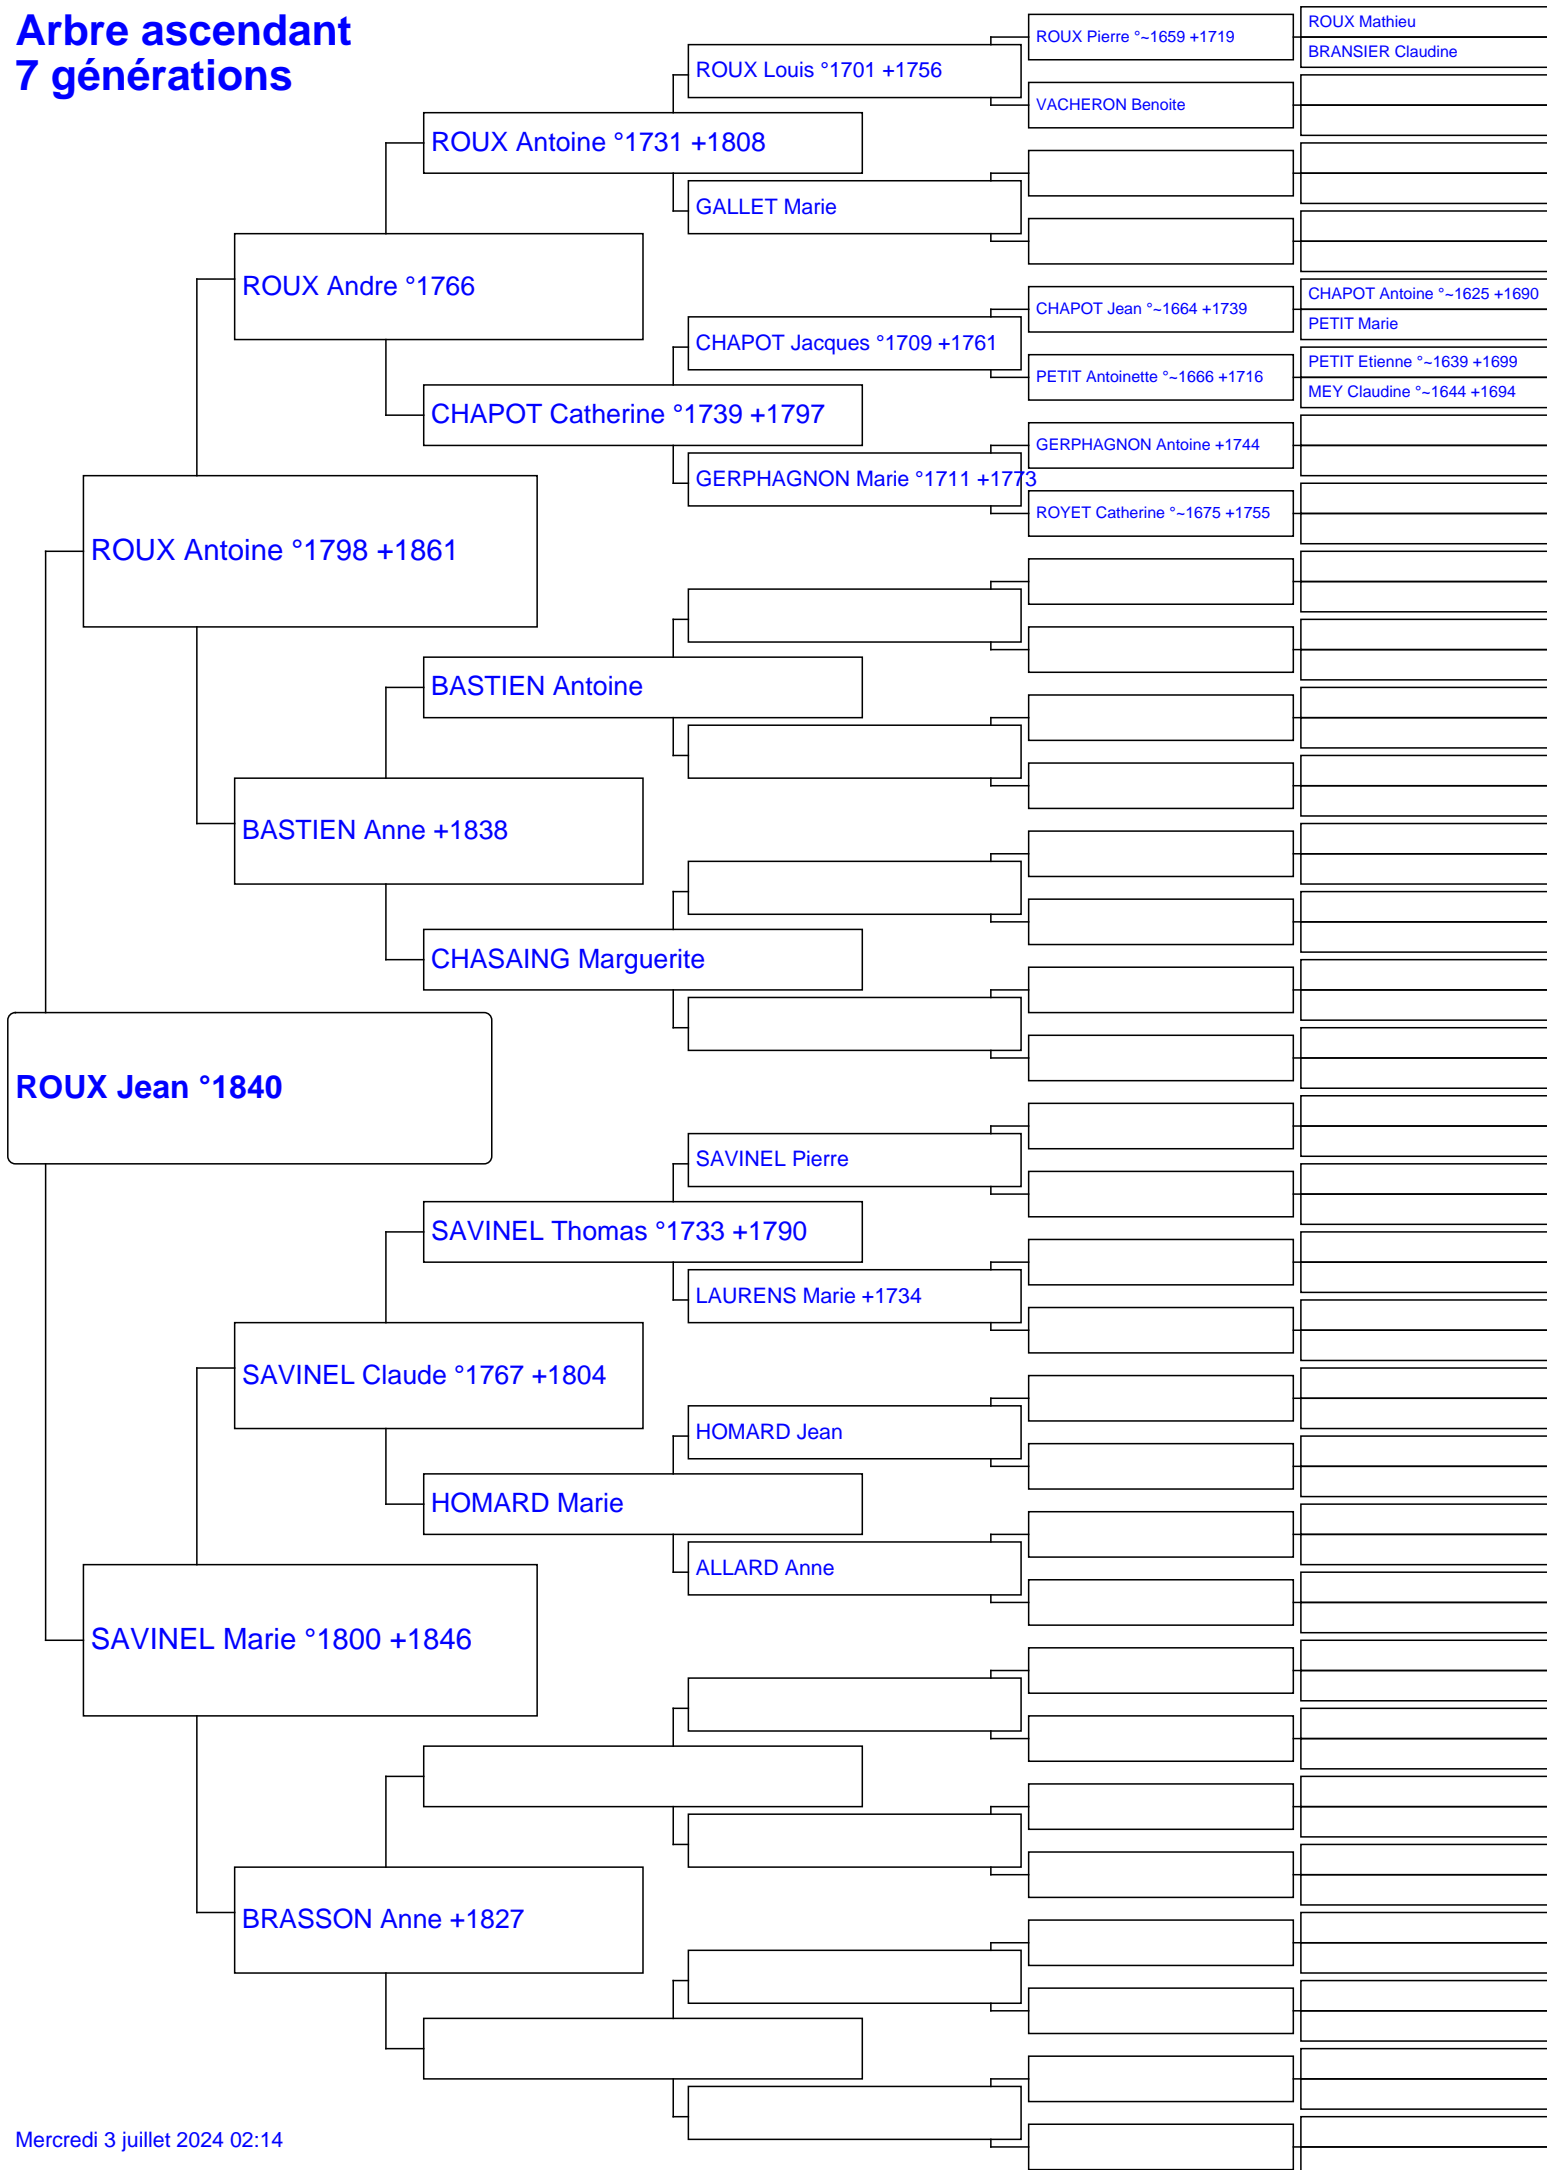 Arbre ascendant
7 générations
ROUX Jean °1840
ROUX Antoine °1798 +1861
SAVINEL Marie °1800 +1846
ROUX Andre °1766
BASTIEN Anne +1838
SAVINEL Claude °1767 +1804
BRASSON Anne +1827
ROUX Antoine °1731 +1808
CHAPOT Catherine °1739 +1797
BASTIEN Antoine
CHASAING Marguerite
SAVINEL Thomas °1733 +1790
HOMARD Marie
ROUX Louis °1701 +1756
GALLET Marie
CHAPOT Jacques °1709 +1761
GERPHAGNON Marie °1711 +1773
SAVINEL Pierre
LAURENS Marie +1734
HOMARD Jean
ALLARD Anne
ROUX Pierre °~1659 +1719
VACHERON Benoite
CHAPOT Jean °~1664 +1739
PETIT Antoinette °~1666 +1716
GERPHAGNON Antoine +1744
ROYET Catherine °~1675 +1755
ROUX Mathieu
BRANSIER Claudine
CHAPOT Antoine °~1625 +1690
PETIT Marie
PETIT Etienne °~1639 +1699
MEY Claudine °~1644 +1694
Mercredi 3 juillet 2024 02:14